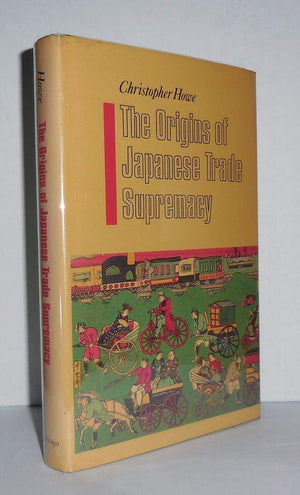 Christopher Howe
The Origins of
Japanese Trade
Supremacy
Howe
The Origins of Japanese Trade Supremacy